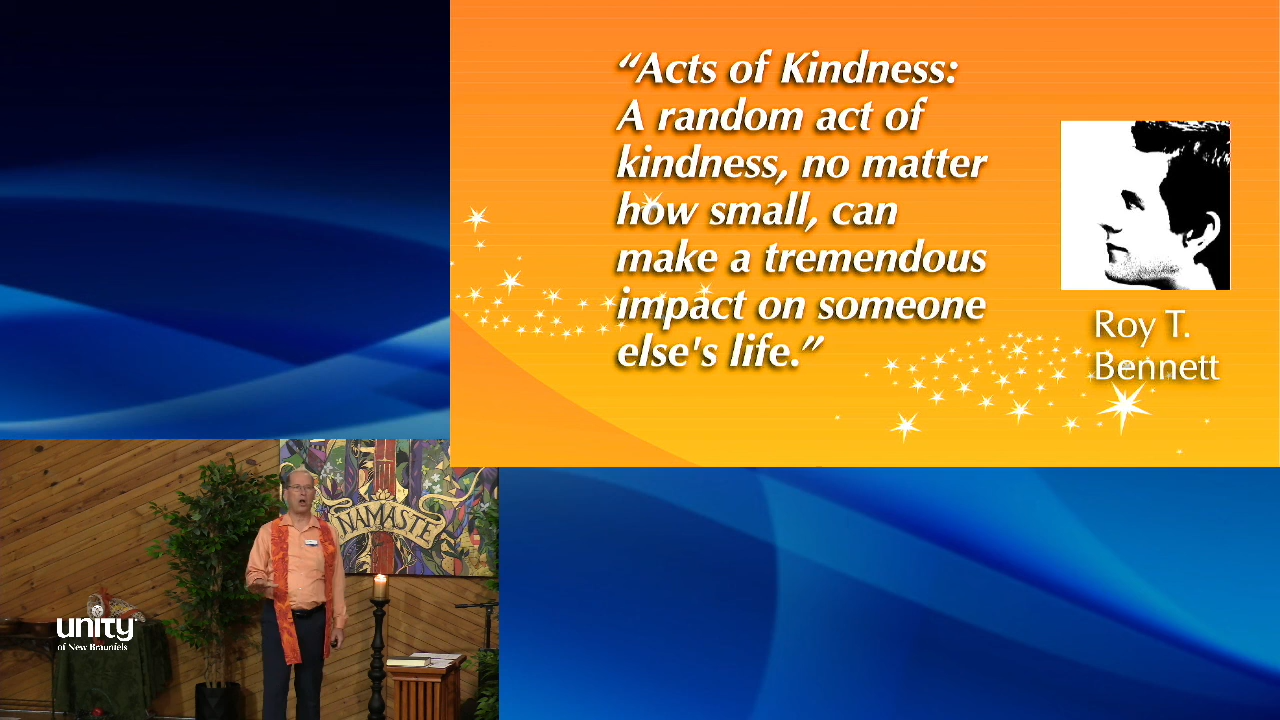 “Acts of Kindness:
A random act of
kindness, no matter
how small, can
make a tremendous
impact on someone
else's life.”
Roy T.
Bennett
NAMASTE
unity
of New Braunfels